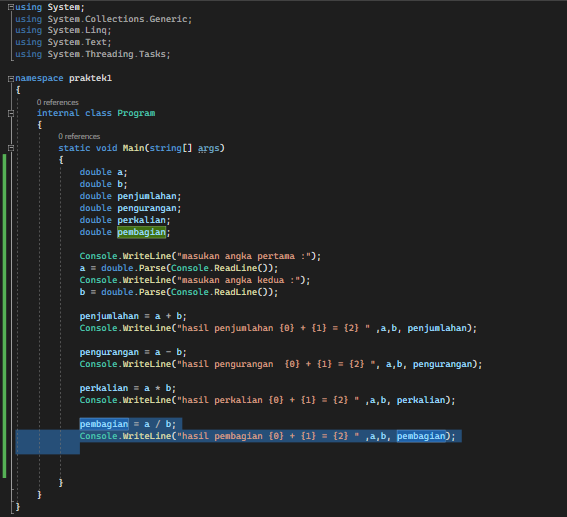 using System;
using System.Collections.Generic;
using System.Linq;
using System.Text;
using System.Threading.Tasks;
namespace praktek1
{
0 references
internal class Program
{
0 references
static void Main(string[] args)
{
double a;
double b;
double penjumlahan;
double pengurangan;
double perkalian;
double pembagian;
Console.WriteLine("masukan angka pertama :");
a = double.Parse(Console.ReadLine());
Console.WriteLine("masukan angka kedua :");
b = double.Parse(Console.ReadLine());
penjumlahan = a + b;
Console.WriteLine("hasil penjumlahan {0} + {1} = {2} " ,a,b, penjumlahan);
pengurangan = a - b;
Console.WriteLine("hasil pengurangan  {0} + {1} = {2} ", a,b, pengurangan);
perkalian = a * b;
Console.WriteLine("hasil perkalian {0} + {1} = {2} " ,a,b, perkalian);
pembagian = a / b;
Console.WriteLine("hasil pembagian {0} + {1} = {2} " ,a,b, pembagian);
}
}
}